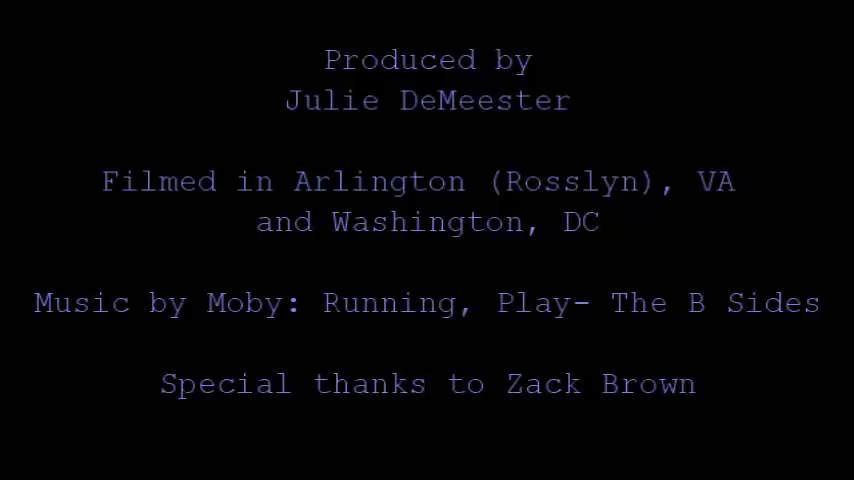 Produced by
Julie DeMeester
Filmed in Arlington (Rosslyn), VA
and Washington, DC
Music by Moby: Running, Play- The B Sides
Special thanks to Zack Brown